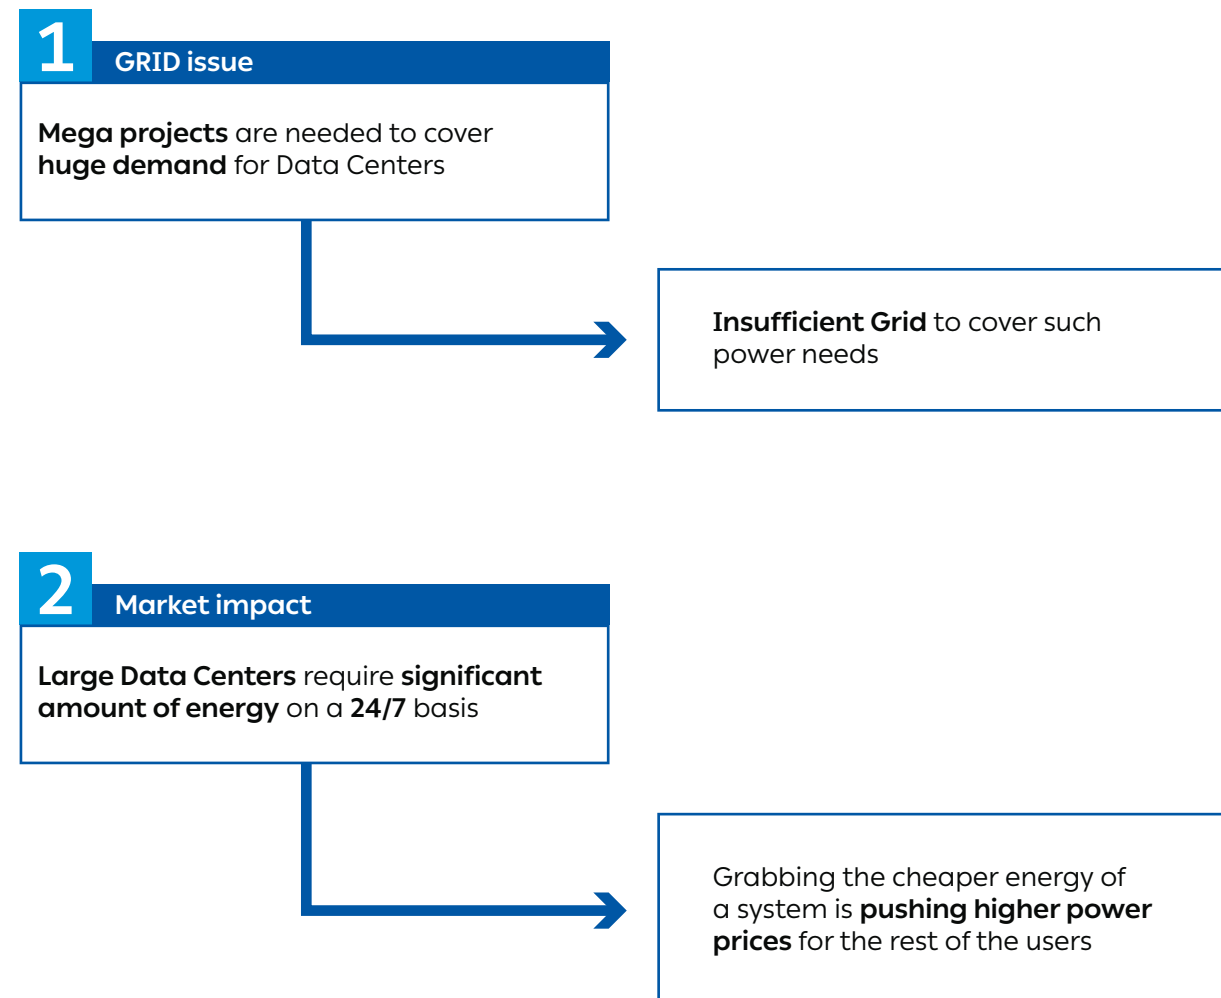 1
GRID issue
Mega projects are needed to cover
huge demand for Data Centers
Insufficient Grid to cover such
power needs
2
Market impact
Large Data Centers require significant
amount of energy on a 24/7 basis
Grabbing the cheaper energy of
a system is pushing higher power
prices for the rest of the users